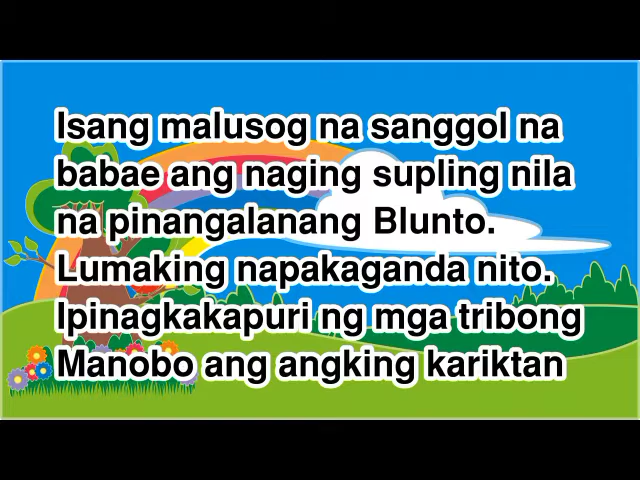 Isang malusog na sanggol na
babae ang naging supling nila
na pinangalanang Blunto.
Lumaking napakaganda nito.
Ipinagkakapuri ng mga tribong
Manobo ang angking kariktan